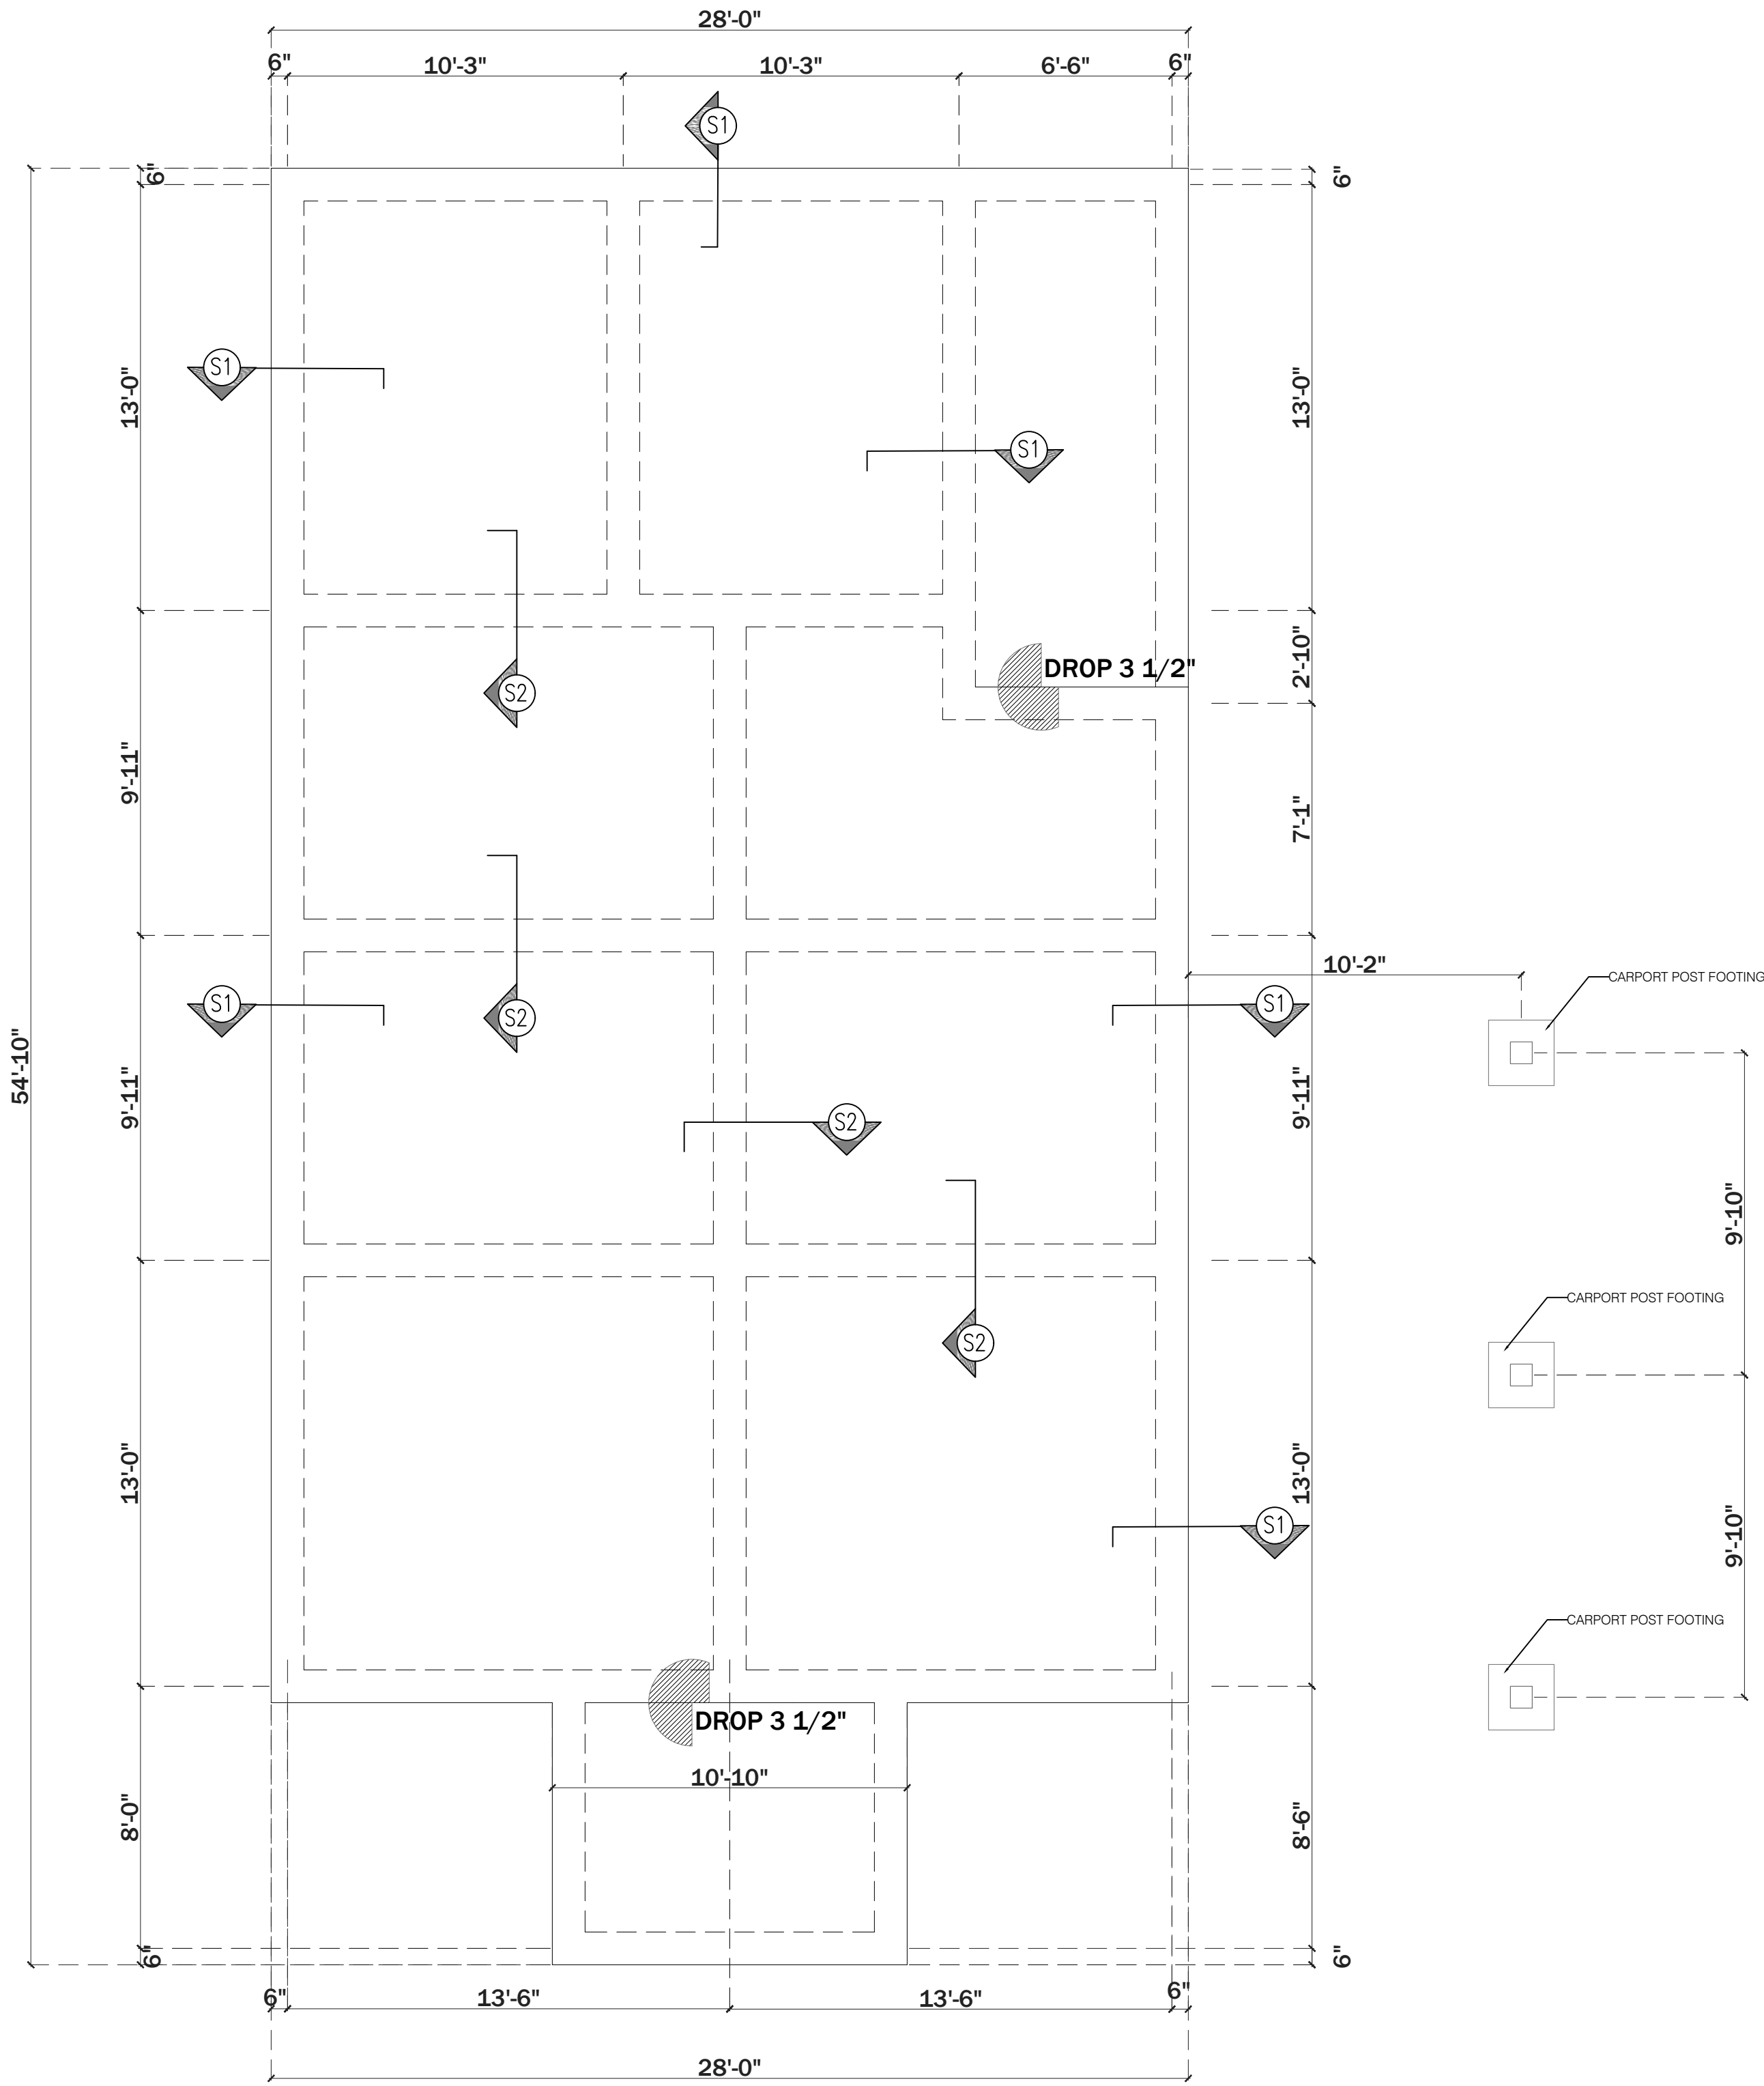 28'-0"
6" 10'-3" 10'-3" 6'-6" 6"
S1
6" 6"
S1
13'-0" 13'-0"
S1
DROP 3 1/2"
2'-10"
S2
9'-11" 7'-1"
10'-2"
CARPORT POST FOOTING
S1 S2 S1
54'-10"
9'-11" 9'-11"
S2
9'-10"
CARPORT POST FOOTING
S2
13'-0" 13'-0"
S1
9'-10"
CARPORT POST FOOTING
DROP 3 1/2"
10'-10"
8'-0" 8'-6"
6" 6"
6" 13'-6" 13'-6" 6"
28'-0"